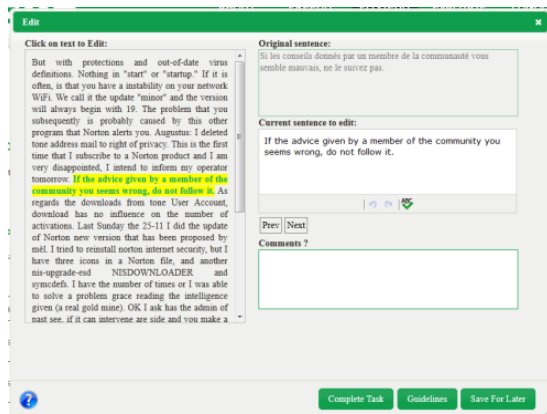 Edit
Click on text to Edit:
But with protections and out-of-date virus
definitions. Nothing in "start" or "startup." If it is
often, is that you have a instability on your network
WiFi. We call it the update "minor" and the version
will always begin with 19. The problem that you
subsequently is probably caused by this other
program that Norton alerts you. Augustus: I deleted
tone address mail to right of privacy. This is the first
time that I subscribe to a Norton product and I am
very disappointed, I intend to inform my operator
tomorrow. If the advice given by a member of the
community you seems wrong, do not follow it. As
regards the downloads from tone User Account,
download has no influence on the number of
activations. Last Sunday the 25-11 I did the update
of Norton new version that has been proposed by
mél. I tried to reinstall norton internet security, but I
have three icons in a Norton file, and another
nis-upgrade-esd NISDOWNLOADER and
symcdefs. I have the number of times or I was able
to solve a problem grace reading the intelligence
given (a real gold mine). OK I ask has the admin of
past see, if it can intervene are side and you make a
Original sentence:
Si les conseils donnés par un membre de la communauté vous
semble mauvais, ne le suivez pas.
Current sentence to edit:
If the advice given by a member of the community you
seems wrong, do not follow it.
ABC
Prev Next
Comments ?
Complete Task Guidelines Save For Later